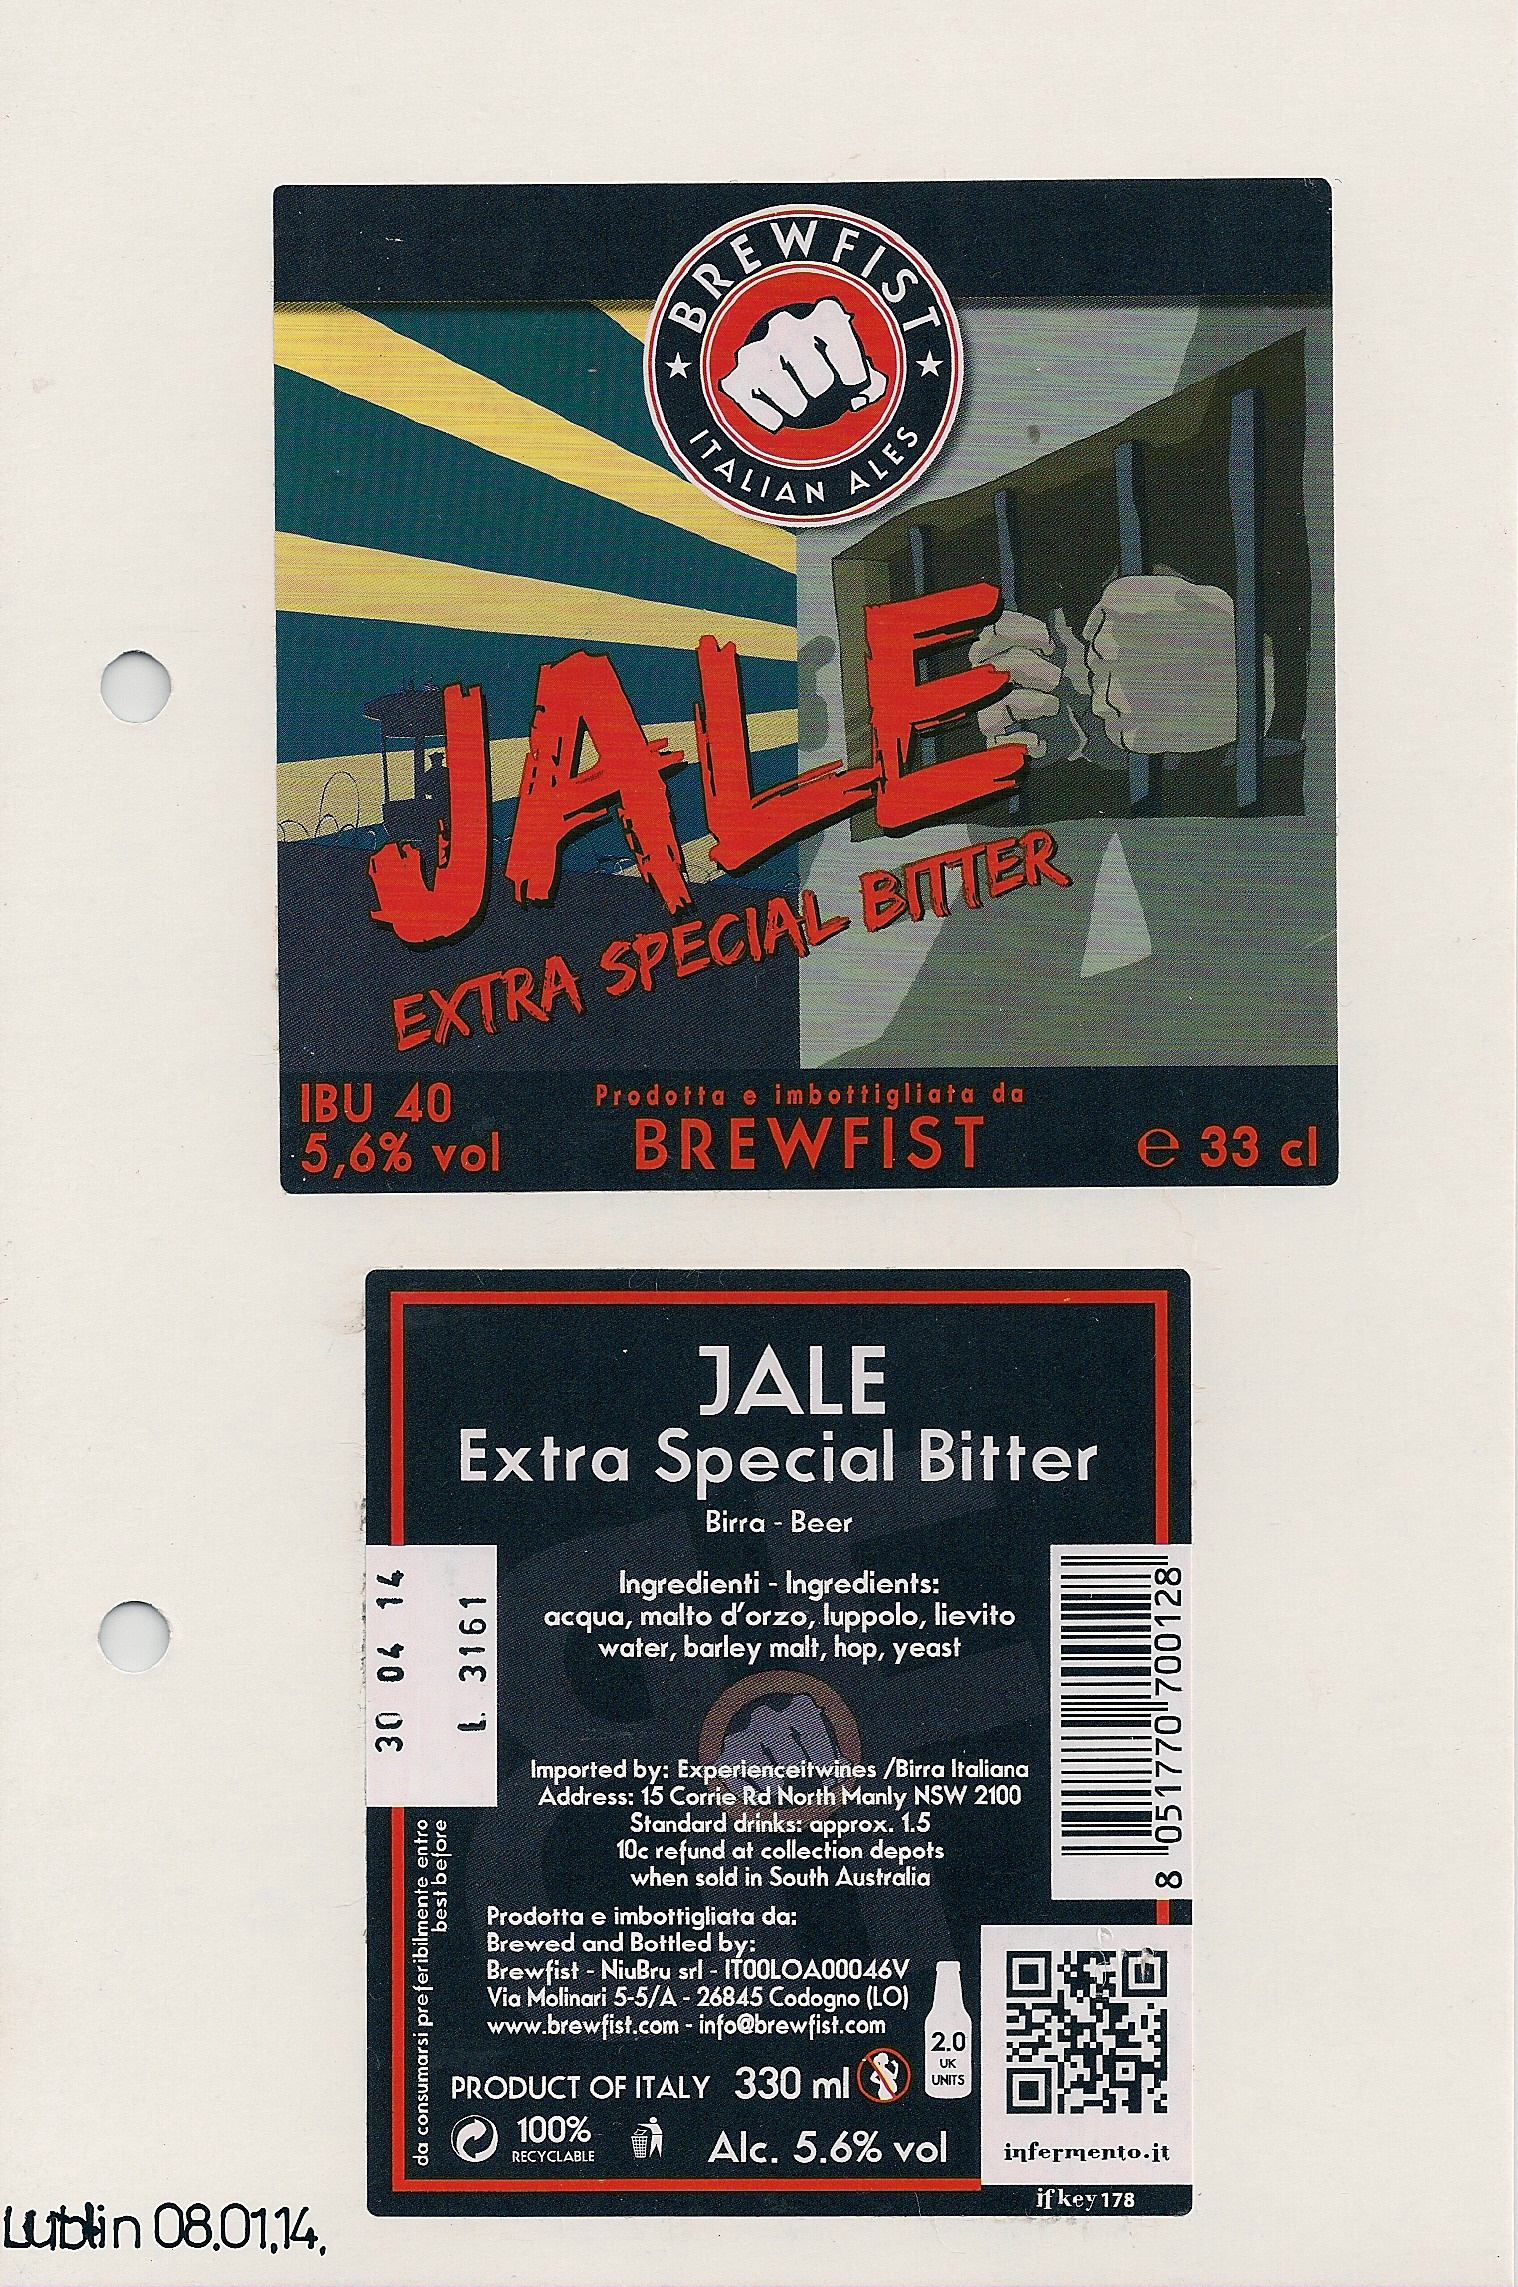 BREWFIST
ITALIAN ALES
JALE
EXTRA SPECIAL BITTER
IBU 40
5,6% vol
Prodotta e imbottigliata da
BREWFIST
e 33 cl
JALE
Extra Special Bitter
Birra - Beer
Ingredienti - Ingredients:
acqua, malto d'orzo, luppolo, lievito
water, barley malt, hop, yeast
30 04 14
L. 3161
da consumarsi preferibilmente entro
best before
Imported by: Experienceitwines /Birra Italiana
Address: 15 Corrie Rd North Manly NSW 2100
Standard drinks: approx. 1.5
10c refund at collection depots
when sold in South Australia
8 051770 700128
Prodotta e imbottigliata da:
Brewed and Bottled by:
Brewfist - NiuBru srl - IT00LOA00046V
Via Molinari 5-5/A - 26845 Codogno (LO)
www.brewfist.com - info@brewfist.com
2.0
UK
UNITS
PRODUCT OF ITALY 330 ml
100%
RECYCLABLE
Alc. 5.6% vol
infermento.it
if key 178
Lublin 08.01.14.